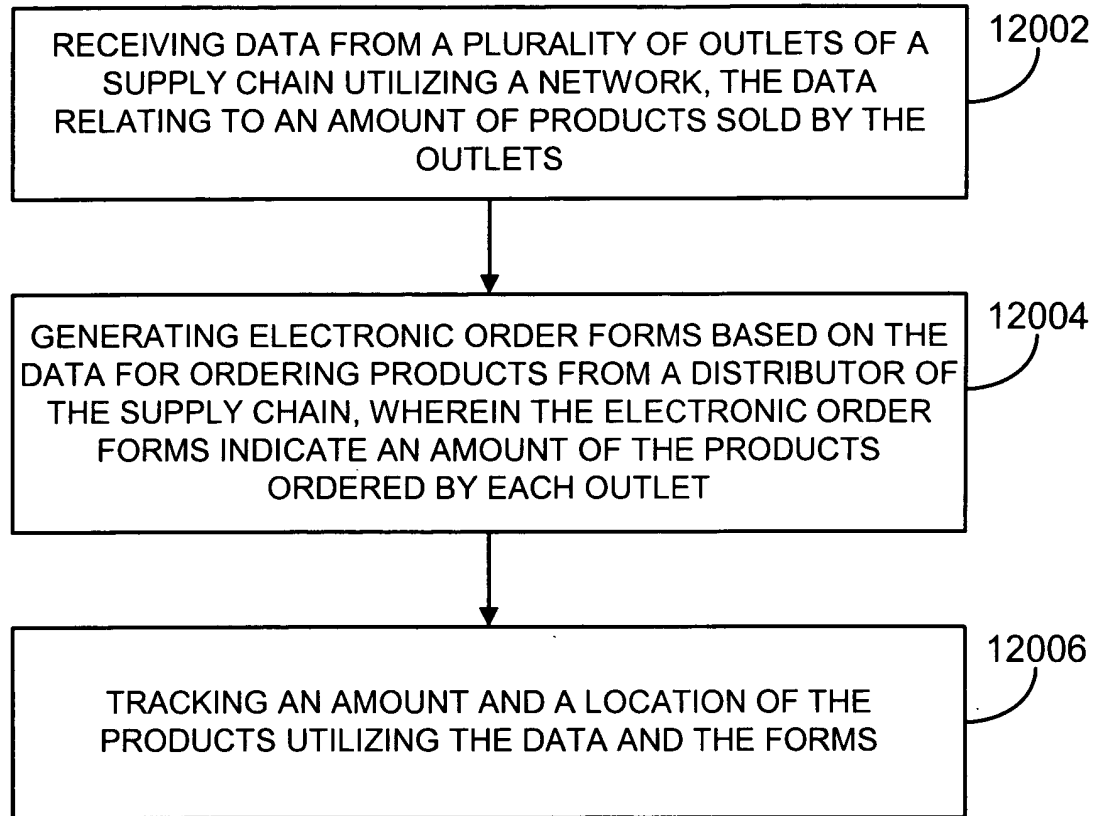 RECEIVING DATA FROM A PLURALITY OF OUTLETS OF A
SUPPLY CHAIN UTILIZING A NETWORK, THE DATA
RELATING TO AN AMOUNT OF PRODUCTS SOLD BY THE
OUTLETS
12002
GENERATING ELECTRONIC ORDER FORMS BASED ON THE
DATA FOR ORDERING PRODUCTS FROM A DISTRIBUTOR OF
THE SUPPLY CHAIN, WHEREIN THE ELECTRONIC ORDER
FORMS INDICATE AN AMOUNT OF THE PRODUCTS
ORDERED BY EACH OUTLET
12004
TRACKING AN AMOUNT AND A LOCATION OF THE
PRODUCTS UTILIZING THE DATA AND THE FORMS
12006